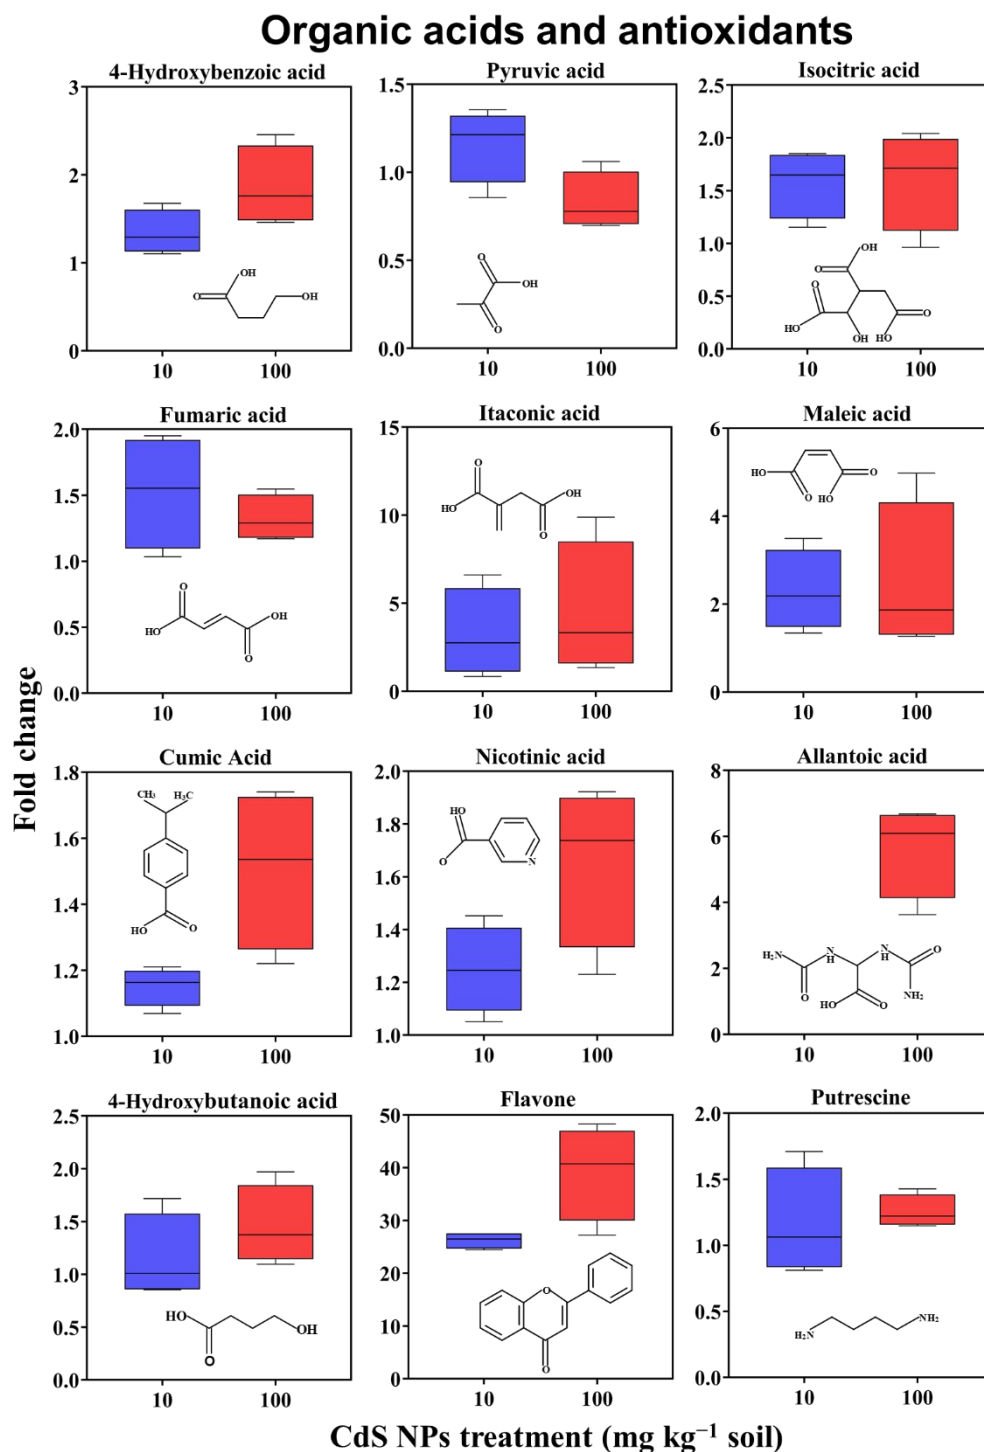 Organic acids and antioxidants
4-Hydroxybenzoic acid
3
2
1
0
OH
O
OH
10
100
Pyruvic acid
1.5
1.0
0.5
0.0
O
OH
O
10
100
Isocitric acid
2.5
2.0
1.5
1.0
0.5
0.0
OH
O
O
O
HO
OH
HO
10
100
Fumaric acid
2.0
1.5
1.0
0.5
0.0
O
OH
HO
O
10
100
Itaconic acid
15
10
5
0
O
OH
HO
O
10
100
Maleic acid
6
4
2
0
HO
O
O
HO
10
100
Fold change
Cumic Acid
1.8
1.6
1.4
1.2
1.0
CH3
H3C
HO
O
10
100
Nicotinic acid
2.0
1.8
1.6
1.4
1.2
1.0
HO
O
N
10
100
Allantoic acid
8
6
4
2
0
H2N
N
H
N
H
O
O
HO
O
NH2
10
100
4-Hydroxybutanoic acid
2.5
2.0
1.5
1.0
0.5
0.0
HO
OH
O
10
100
Flavone
50
40
30
20
10
0
O
O
10
100
Putrescine
2.0
1.5
1.0
0.5
0.0
NH2
H2N
10
100
CdS NPs treatment (mg kg⁻¹ soil)